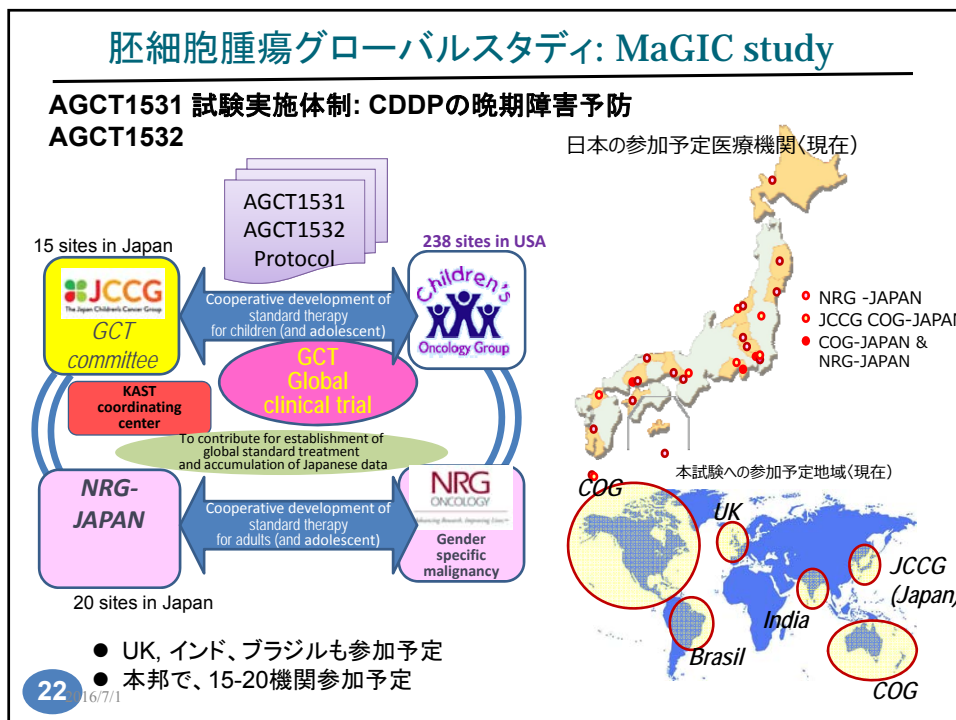 胚細胞腫瘍グローバルスタディ: MaGIC study
AGCT1531 試験実施体制: CDDPの晩期障害予防
AGCT1532
日本の参加予定医療機関〈現在〉
AGCT1531
AGCT1532
Protocol
15 sites in Japan
238 sites in USA
JCCG
The Japan Children's Cancer Group
GCT
committee
Cooperative development of
standard therapy
for children (and adolescent)
Children's
Oncology Group
NRG -JAPAN
JCCG COG-JAPAN
COG-JAPAN &
NRG-JAPAN
GCT
Global
clinical trial
KAST
coordinating
center
To contribute for establishment of
global standard treatment
and accumulation of Japanese data
NRG-
JAPAN
Cooperative development of
standard therapy
for adults (and adolescent)
NRG
ONCOLOGY
Enhancing Research. Improving Lives™
Gender
specific
malignancy
20 sites in Japan
本試験への参加予定地域〈現在〉
COG
UK
JCCG
(Japan)
India
Brasil
COG
● UK, インド、ブラジルも参加予定
● 本邦で、15-20機関参加予定
22
2016/7/1